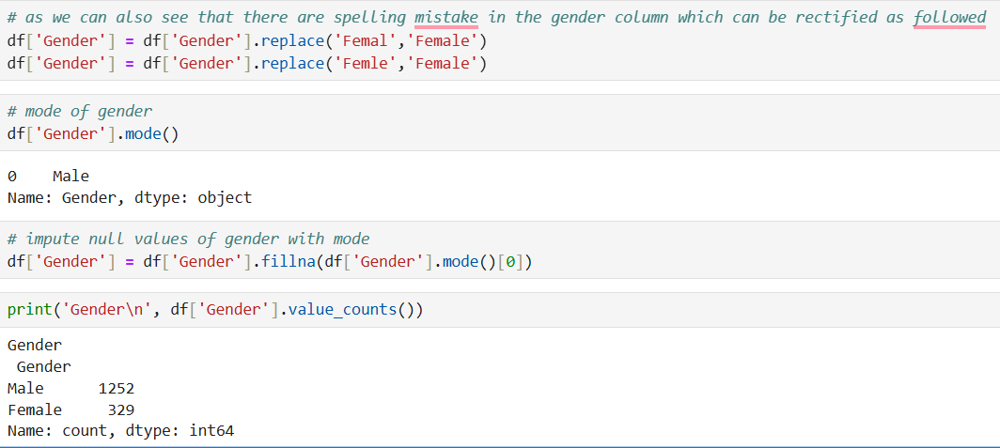 # as we can also see that there are spelling mistake in the gender column which can be rectified as followed
df['Gender'] = df['Gender'].replace('Femal','Female')
df['Gender'] = df['Gender'].replace('Femle','Female')
# mode of gender
df['Gender'].mode()
0    Male
Name: Gender, dtype: object
# impute null values of gender with mode
df['Gender'] = df['Gender'].fillna(df['Gender'].mode()[0])
print('Gender\n', df['Gender'].value_counts())
Gender
 Gender
Male      1252
Female     329
Name: count, dtype: int64